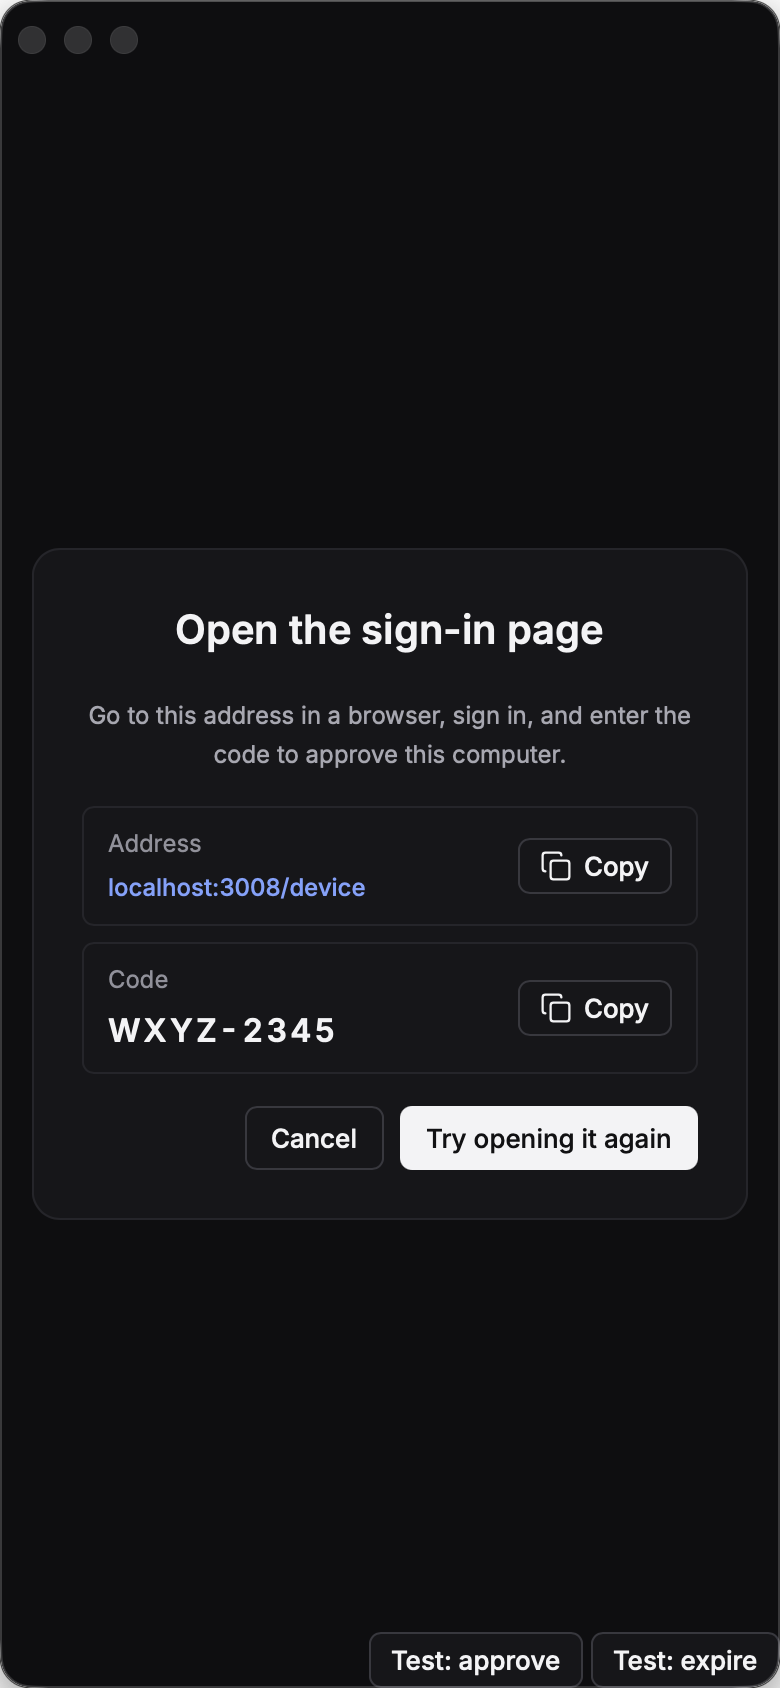 Open the sign-in page
Go to this address in a browser, sign in, and enter the
code to approve this computer.
Address
localhost:3008/device
Copy
Code
WXYZ-2345
Copy
Cancel
Try opening it again
Test: approve
Test: expire